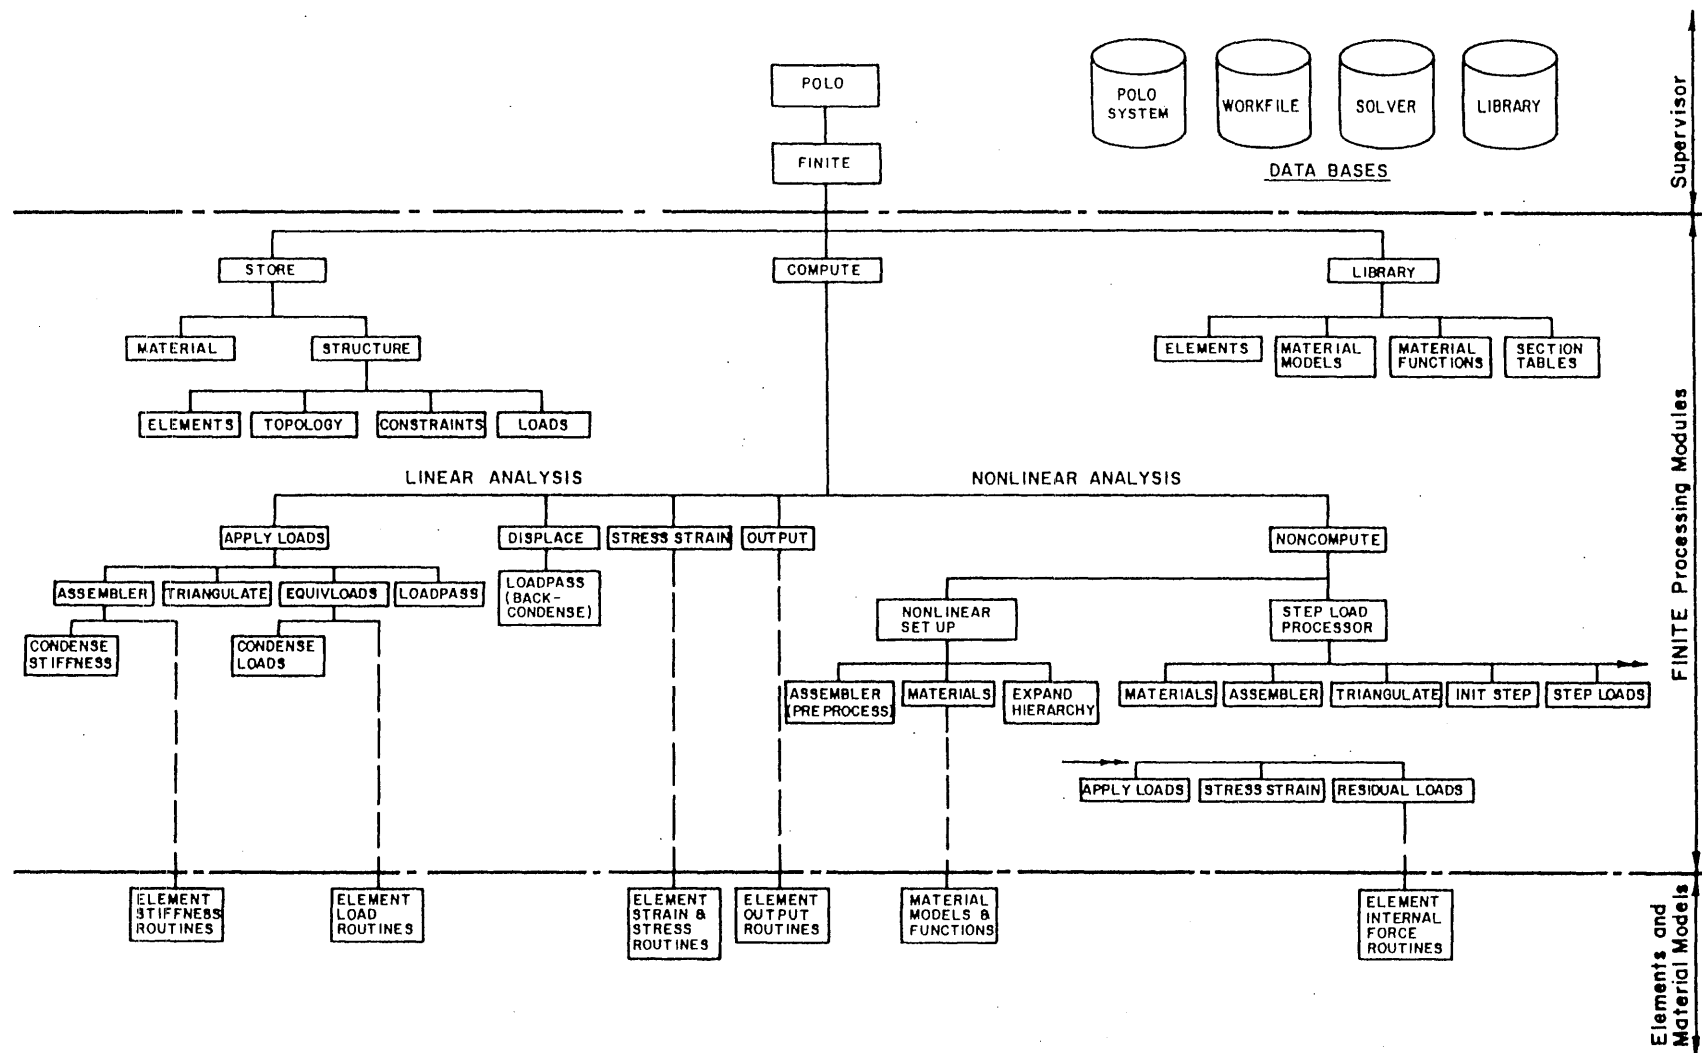 POLO
FINITE
POLO
SYSTEM
WORKFILE
SOLVER
LIBRARY
DATA BASES
Supervisor
STORE
COMPUTE
LIBRARY
MATERIAL
STRUCTURE
ELEMENTS
MATERIAL
MODELS
MATERIAL
FUNCTIONS
SECTION
TABLES
ELEMENTS
TOPOLOGY
CONSTRAINTS
LOADS
FINITE Processing Modules
LINEAR ANALYSIS
NONLINEAR ANALYSIS
APPLY LOADS
DISPLACE
STRESS STRAIN
OUTPUT
NONCOMPUTE
ASSEMBLER
TRIANGULATE
EQUIVLOADS
LOADPASS
LOADPASS
(BACK-
CONDENSE)
NONLINEAR
SET UP
STEP LOAD
PROCESSOR
CONDENSE
STIFFNESS
CONDENSE
LOADS
ASSEMBLER
(PREPROCESS)
MATERIALS
EXPAND
HIERARCHY
MATERIALS
ASSEMBLER
TRIANGULATE
INIT STEP
STEP LOADS
APPLY LOADS
STRESS STRAIN
RESIDUAL LOADS
ELEMENT
STIFFNESS
ROUTINES
ELEMENT
LOAD
ROUTINES
ELEMENT
STRAIN &
STRESS
ROUTINES
ELEMENT
OUTPUT
ROUTINES
MATERIAL
MODELS &
FUNCTIONS
ELEMENT
INTERNAL
FORCE
ROUTINES
Elements and
Material Models